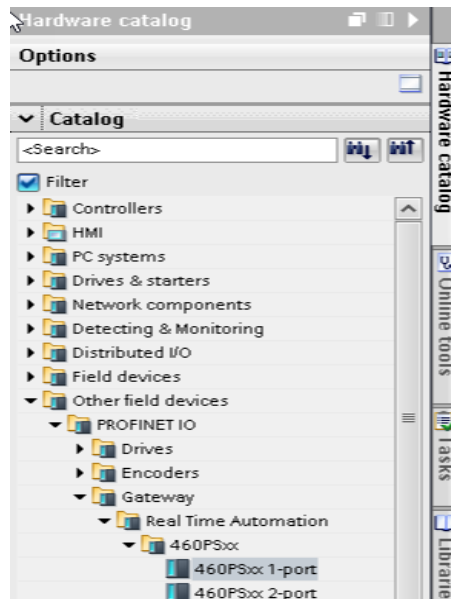 Hardware catalog
Options
Catalog
<Search>
Filter
Controllers
HMI
PC systems
Drives & starters
Network components
Detecting & Monitoring
Distributed I/O
Field devices
Other field devices
PROFINET IO
Drives
Encoders
Gateway
Real Time Automation
460PSxx
460PSxx 1-port
460PSxx 2-port
Hardware catalog
Online tools
Tasks
Libraries